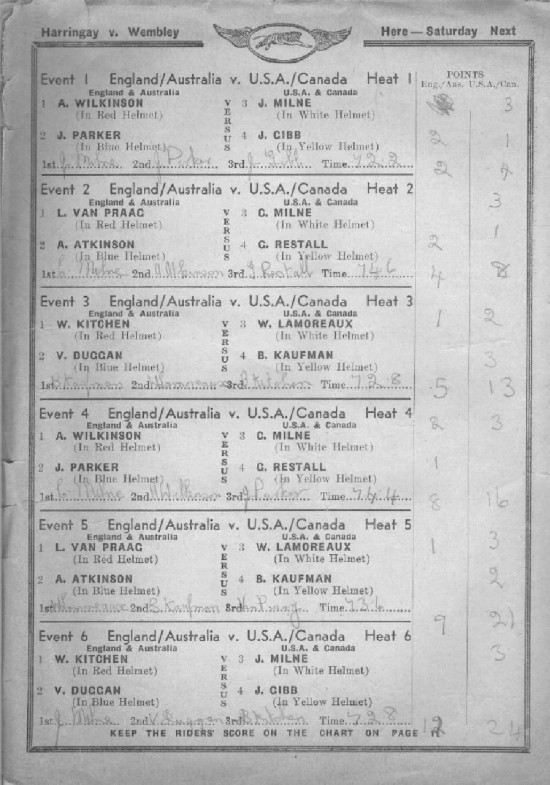 Harringay v. Wembley
Here — Saturday Next
POINTS
Eng./Aus. U.S.A./Can.
Event 1 England/Australia v. U.S.A./Canada Heat 1
England & Australia VERSUS U.S.A. & Canada
1 A. WILKINSON 3 J. MILNE 3
(In Red Helmet) (In White Helmet)
2 J. PARKER 4 J. GIBB 2 1
(In Blue Helmet) (In Yellow Helmet)
1st J. Milne 2nd J. Parker 3rd J. Gibb Time 72.2 2
Event 2 England/Australia v. U.S.A./Canada Heat 2
England & Australia VERSUS U.S.A. & Canada 3
1 L. VAN PRAAG 3 C. MILNE
(In Red Helmet) (In White Helmet) 1
2 A. ATKINSON 4 G. RESTALL 2
(In Blue Helmet) (In Yellow Helmet)
1st C. Milne 2nd A Atkinson 3rd J Restall Time 74.6 4 8
Event 3 England/Australia v. U.S.A./Canada Heat 3
England & Australia VERSUS U.S.A. & Canada
1 W. KITCHEN 3 W. LAMOREAUX 1 2
(In Red Helmet) (In White Helmet)
2 V. DUGGAN 4 B. KAUFMAN 3
(In Blue Helmet) (In Yellow Helmet)
1st B Kaufman 2nd W Lamoreaux 3rd Kitchen Time 72.8 5 13
Event 4 England/Australia v. U.S.A./Canada Heat 4
England & Australia VERSUS U.S.A. & Canada 2 3
1 A. WILKINSON 3 C. MILNE
(In Red Helmet) (In White Helmet)
2 J. PARKER 4 G. RESTALL 1
(In Blue Helmet) (In Yellow Helmet)
1st C. Milne 2nd A Wilkinson 3rd J Parker Time 74.4 8 16
Event 5 England/Australia v. U.S.A./Canada Heat 5
England & Australia VERSUS U.S.A. & Canada
1 L. VAN PRAAG 3 W. LAMOREAUX 1 3
(In Red Helmet) (In White Helmet)
2 A. ATKINSON 4 B. KAUFMAN 2
(In Blue Helmet) (In Yellow Helmet)
1st W Lamoreaux 2nd B Kaufman 3rd Van Praag Time 73.6 9 21
Event 6 England/Australia v. U.S.A./Canada Heat 6
England & Australia VERSUS U.S.A. & Canada
1 W. KITCHEN 3 J. MILNE 3
(In Red Helmet) (In White Helmet)
2 V. DUGGAN 4 J. GIBB
(In Blue Helmet) (In Yellow Helmet)
1st J Milne 2nd V. Duggan 3rd Kitchen Time 72.8 12 24
KEEP THE RIDERS' SCORE ON THE CHART ON PAGE